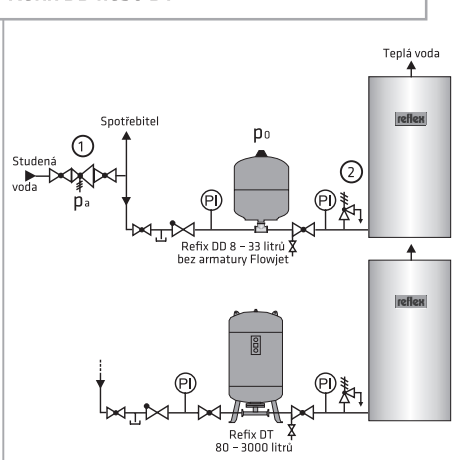 Teplá voda
reflex
Spotřebitel
1
Studená
voda
pa
PI
p0
PI
2
Refix DD 8 – 33 litrů
bez armatury Flowjet
reflex
PI
PI
Refix DT
80 – 3000 litrů